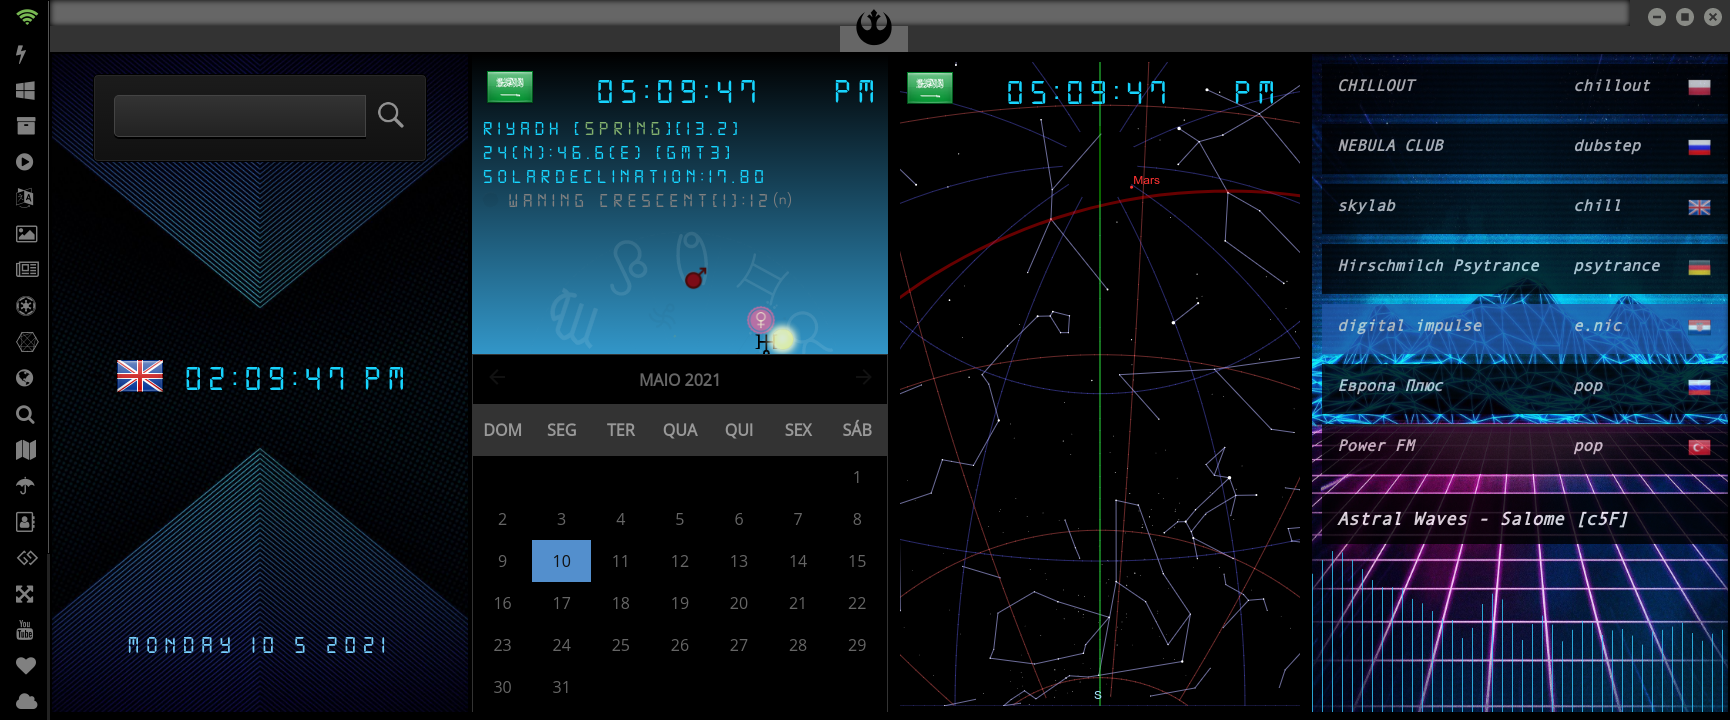 02:09:47 PM
MONDAY 10 5 2021
05:09:47 PM
RIYADH [SPRING][13.2]
24(N):46.6(E) [GMT3]
SOLARDECLINATION:17.80
WANING CRESCENT[1]:12 (n)
MAIO 2021
DOM SEG TER QUA QUI SEX SÁB
1
2 3 4 5 6 7 8
9 10 11 12 13 14 15
16 17 18 19 20 21 22
23 24 25 26 27 28 29
30 31
05:09:47 PM
Mars
S
CHILLOUT chillout
NEBULA CLUB dubstep
skylab chill
Hirschmilch Psytrance psytrance
digital impulse e.nic
Европа Плюс pop
Power FM pop
Astral Waves - Salome [c5F]
You
Tube